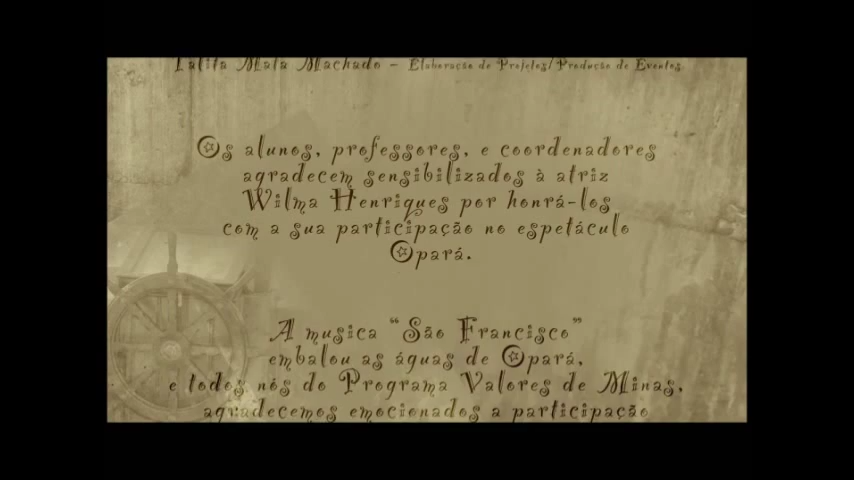 Lalita Mata Machado - Elaboração de Projetos/Produção de Eventos
Os alunos, professores, e coordenadores
agradecem sensibilizados à atriz
Wilma Henriques por honrá-los
com a sua participação no espetáculo
Opará.
A musica “São Francisco”
embalou as águas de Opará,
e todos nós do Programa Valores de Minas,
agradecemos emocionados a participação